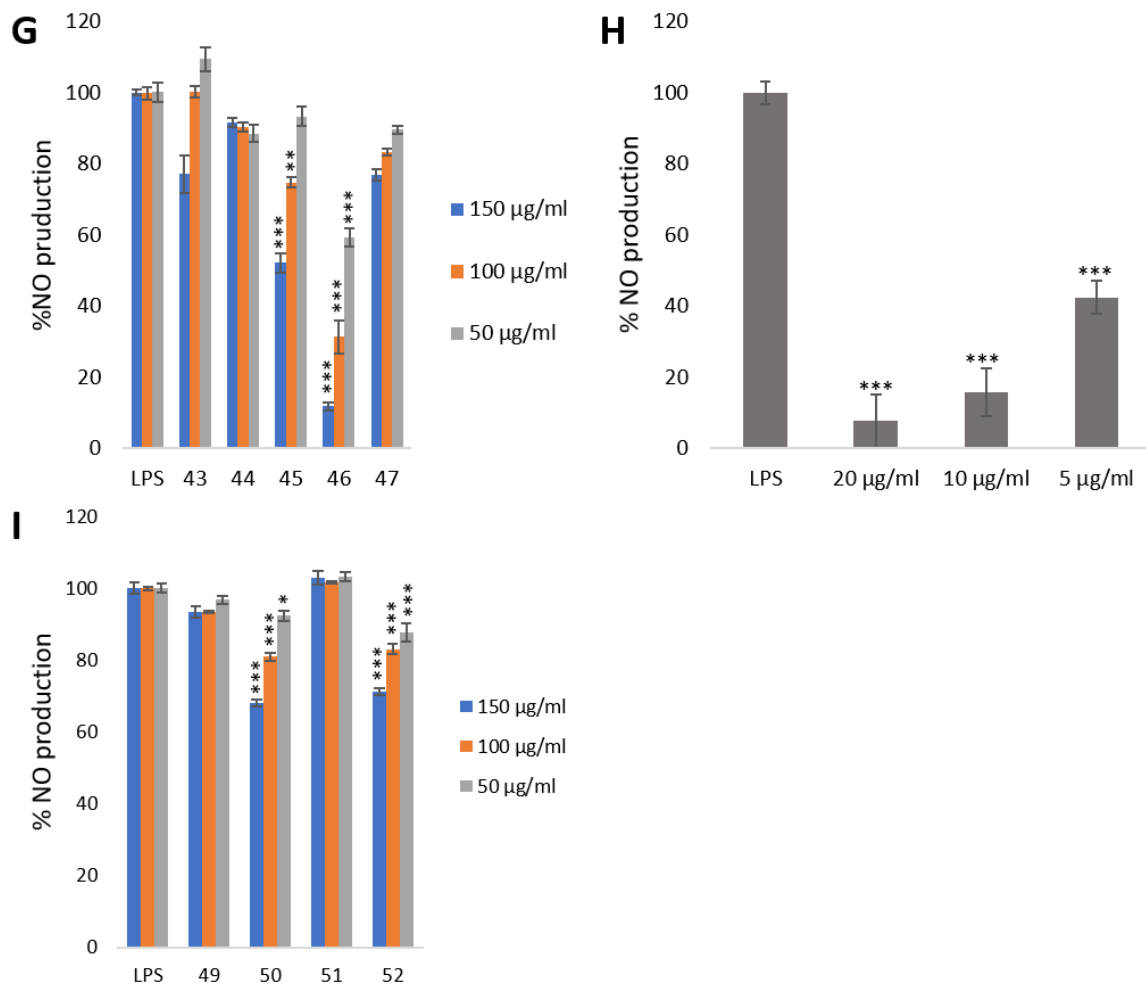 G
120
100
80
60
40
20
0
%NO pruduction
***
**
***
***
***
LPS 43 44 45 46 47
150 µg/ml
100 µg/ml
50 µg/ml
H
120
100
80
60
40
20
0
% NO production
***
***
***
LPS 20 µg/ml 10 µg/ml 5 µg/ml
I
120
100
80
60
40
20
0
% NO production
***
***
*
***
***
***
LPS 49 50 51 52
150 µg/ml
100 µg/ml
50 µg/ml